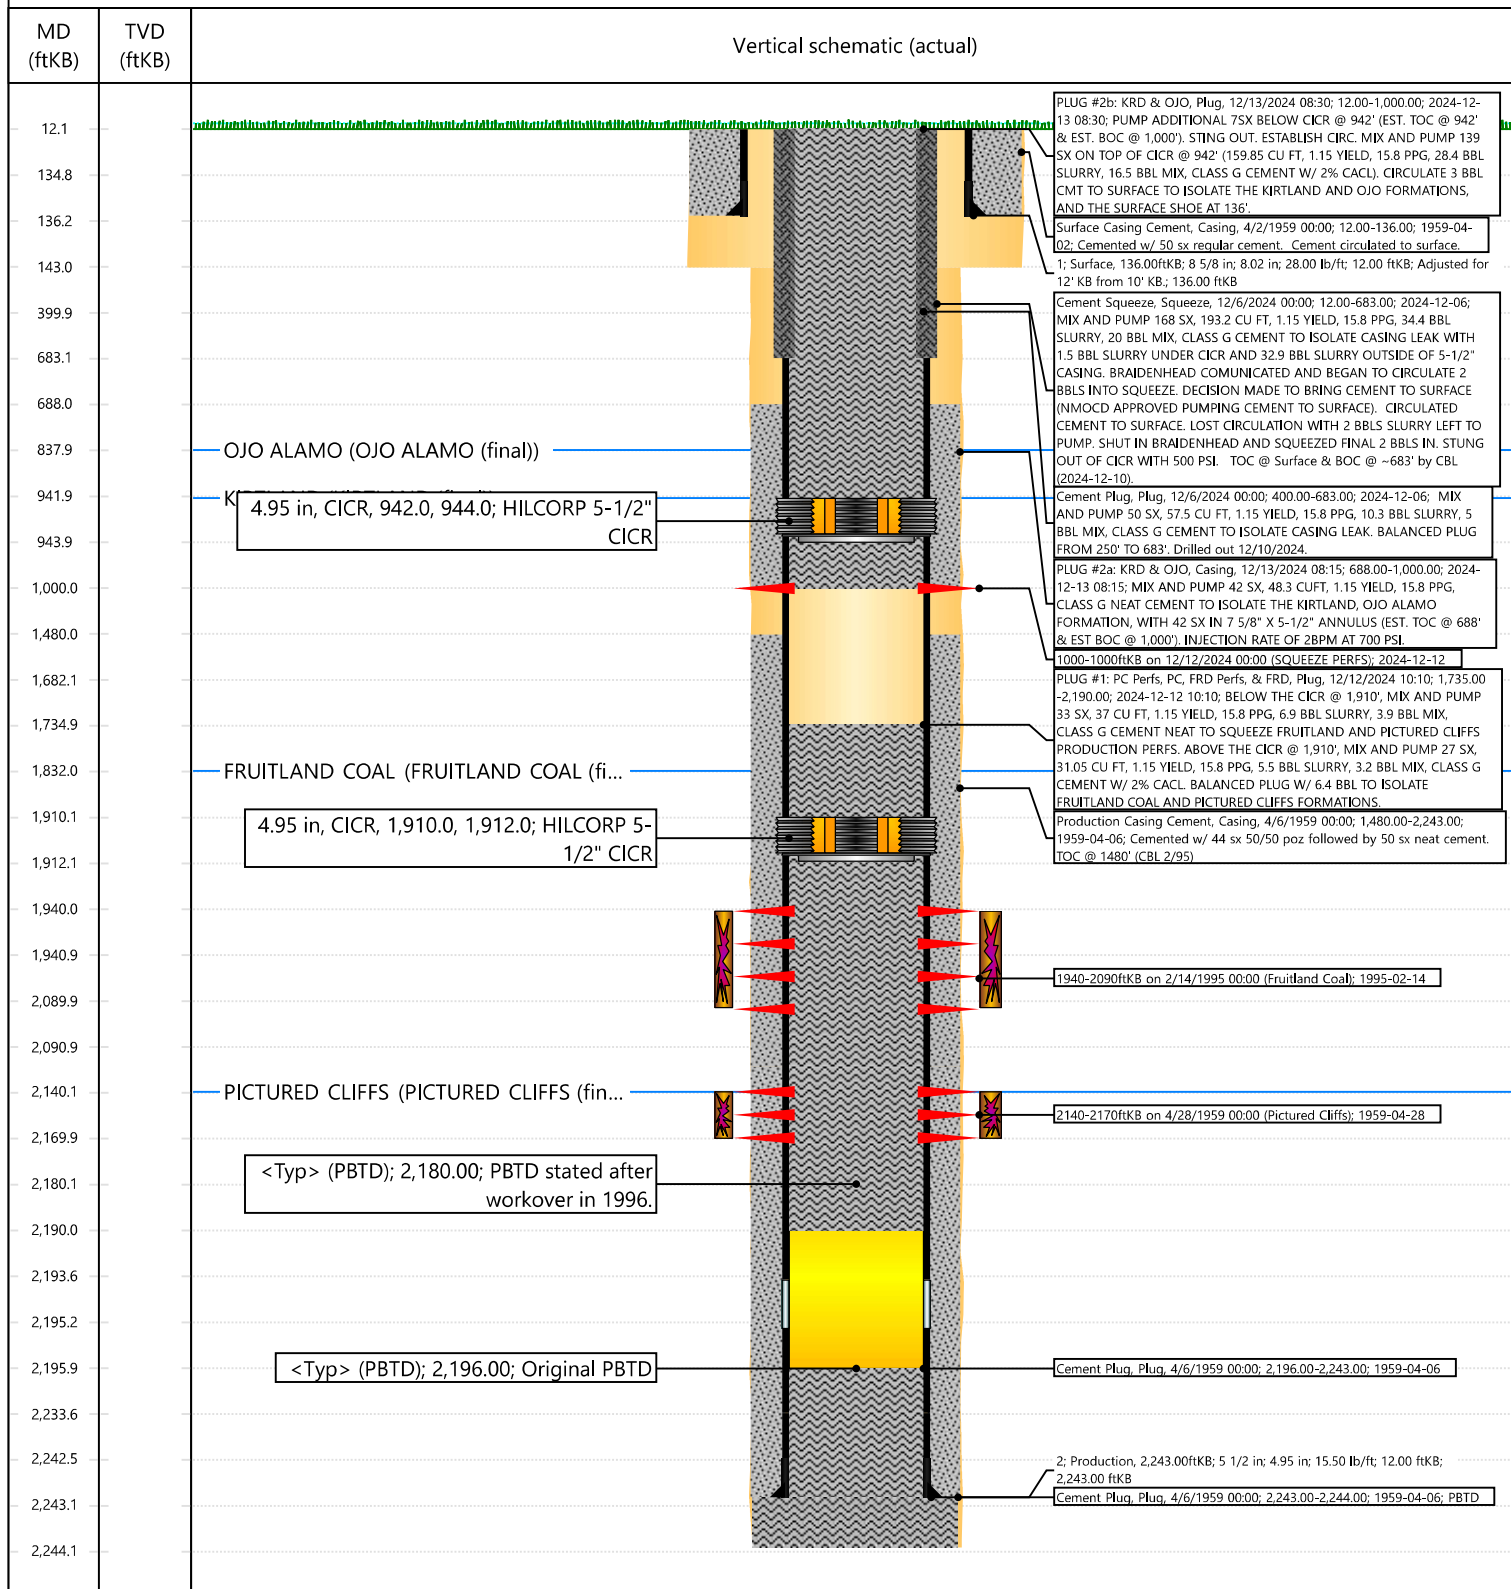 MD
(ftKB)
TVD
(ftKB)
Vertical schematic (actual)
12.1
134.8
136.2
143.0
399.9
683.1
688.0
837.9
941.9
943.9
1,000.0
1,480.0
1,682.1
1,734.9
1,832.0
1,910.1
1,912.1
1,940.0
1,940.9
2,089.9
2,090.9
2,140.1
2,169.9
2,180.1
2,190.0
2,193.6
2,195.2
2,195.9
2,233.6
2,242.5
2,243.1
2,244.1
OJO ALAMO (OJO ALAMO (final))
4.95 in, CICR, 942.0, 944.0; HILCORP 5-1/2"
CICR
FRUITLAND COAL (FRUITLAND COAL (fi...
4.95 in, CICR, 1,910.0, 1,912.0; HILCORP 5-
1/2" CICR
PICTURED CLIFFS (PICTURED CLIFFS (fin...
<Typ> (PBTD); 2,180.00; PBTD stated after
workover in 1996.
<Typ> (PBTD); 2,196.00; Original PBTD
PLUG #2b: KRD & OJO, Plug, 12/13/2024 08:30; 12.00-1,000.00; 2024-12-
13 08:30; PUMP ADDITIONAL 7SX BELOW CICR @ 942' (EST. TOC @ 942'
& EST. BOC @ 1,000'). STING OUT. ESTABLISH CIRC. MIX AND PUMP 139
SX ON TOP OF CICR @ 942' (159.85 CU FT, 1.15 YIELD, 15.8 PPG, 28.4 BBL
SLURRY, 16.5 BBL MIX, CLASS G CEMENT W/ 2% CACL). CIRCULATE 3 BBL
CMT TO SURFACE TO ISOLATE THE KIRTLAND AND OJO FORMATIONS,
AND THE SURFACE SHOE AT 136'.
Surface Casing Cement, Casing, 4/2/1959 00:00; 12.00-136.00; 1959-04-
02; Cemented w/ 50 sx regular cement. Cement circulated to surface.
1; Surface, 136.00ftKB; 8 5/8 in; 8.02 in; 28.00 lb/ft; 12.00 ftKB; Adjusted for
12' KB from 10' KB.; 136.00 ftKB
Cement Squeeze, Squeeze, 12/6/2024 00:00; 12.00-683.00; 2024-12-06;
MIX AND PUMP 168 SX, 193.2 CU FT, 1.15 YIELD, 15.8 PPG, 34.4 BBL
SLURRY, 20 BBL MIX, CLASS G CEMENT TO ISOLATE CASING LEAK WITH
1.5 BBL SLURRY UNDER CICR AND 32.9 BBL SLURRY OUTSIDE OF 5-1/2"
CASING. BRAIDENHEAD COMUNICATED AND BEGAN TO CIRCULATE 2
BBLS INTO SQUEEZE. DECISION MADE TO BRING CEMENT TO SURFACE
(NMOCD APPROVED PUMPING CEMENT TO SURFACE). CIRCULATED
CEMENT TO SURFACE. LOST CIRCULATION WITH 2 BBLS SLURRY LEFT TO
PUMP. SHUT IN BRAIDENHEAD AND SQUEEZED FINAL 2 BBLS IN. STUNG
OUT OF CICR WITH 500 PSI. TOC @ Surface & BOC @ ~683' by CBL
(2024-12-10).
Cement Plug, Plug, 12/6/2024 00:00; 400.00-683.00; 2024-12-06; MIX
AND PUMP 50 SX, 57.5 CU FT, 1.15 YIELD, 15.8 PPG, 10.3 BBL SLURRY, 5
BBL MIX, CLASS G CEMENT TO ISOLATE CASING LEAK. BALANCED PLUG
FROM 250' TO 683'. Drilled out 12/10/2024.
PLUG #2a: KRD & OJO, Casing, 12/13/2024 08:15; 688.00-1,000.00; 2024-
12-13 08:15; MIX AND PUMP 42 SX, 48.3 CUFT, 1.15 YIELD, 15.8 PPG,
CLASS G NEAT CEMENT TO ISOLATE THE KIRTLAND, OJO ALAMO
FORMATION, WITH 42 SX IN 7 5/8" X 5-1/2" ANNULUS (EST. TOC @ 688'
& EST BOC @ 1,000'). INJECTION RATE OF 2BPM AT 700 PSI.
1000-1000ftKB on 12/12/2024 00:00 (SQUEEZE PERFS); 2024-12-12
PLUG #1: PC Perfs, PC, FRD Perfs, & FRD, Plug, 12/12/2024 10:10; 1,735.00
-2,190.00; 2024-12-12 10:10; BELOW THE CICR @ 1,910', MIX AND PUMP
33 SX, 37 CU FT, 1.15 YIELD, 15.8 PPG, 6.9 BBL SLURRY, 3.9 BBL MIX,
CLASS G CEMENT NEAT TO SQUEEZE FRUITLAND AND PICTURED CLIFFS
PRODUCTION PERFS. ABOVE THE CICR @ 1,910', MIX AND PUMP 27 SX,
31.05 CU FT, 1.15 YIELD, 15.8 PPG, 5.5 BBL SLURRY, 3.2 BBL MIX, CLASS G
CEMENT W/ 2% CACL. BALANCED PLUG W/ 6.4 BBL TO ISOLATE
FRUITLAND COAL AND PICTURED CLIFFS FORMATIONS.
Production Casing Cement, Casing, 4/6/1959 00:00; 1,480.00-2,243.00;
1959-04-06; Cemented w/ 44 sx 50/50 poz followed by 50 sx neat cement.
TOC @ 1480' (CBL 2/95)
1940-2090ftKB on 2/14/1995 00:00 (Fruitland Coal); 1995-02-14
2140-2170ftKB on 4/28/1959 00:00 (Pictured Cliffs); 1959-04-28
Cement Plug, Plug, 4/6/1959 00:00; 2,196.00-2,243.00; 1959-04-06
2; Production, 2,243.00ftKB; 5 1/2 in; 4.95 in; 15.50 lb/ft; 12.00 ftKB;
2,243.00 ftKB
Cement Plug, Plug, 4/6/1959 00:00; 2,243.00-2,244.00; 1959-04-06; PBTD